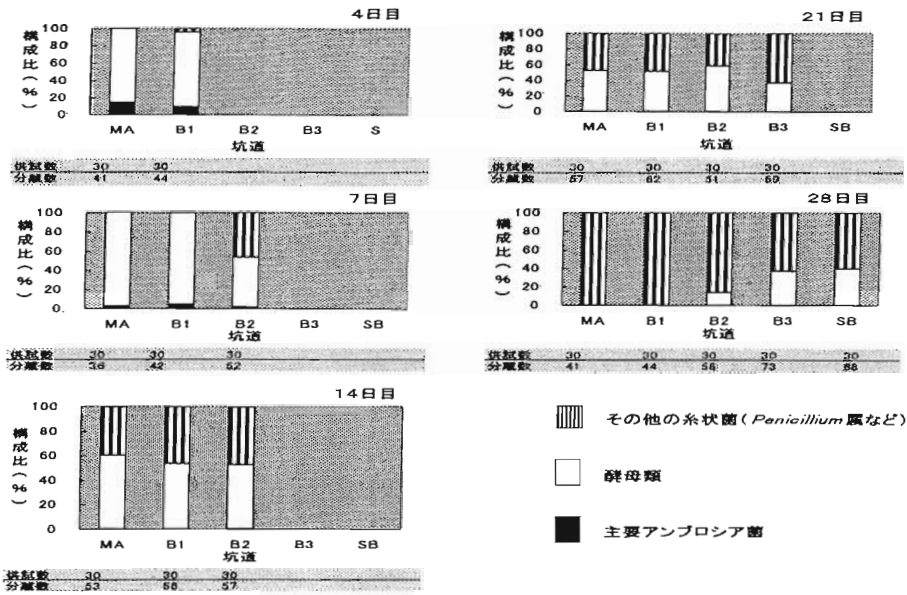 4日目
構成比(%)
100
80
60
40
20
0
MA B1 B2 B3 S
坑道
供試数 30 30
分離数 41 44
7日目
構成比(%)
100
80
60
40
20
0
MA B1 B2 B3 SB
坑道
供試数 30 30 30
分離数 36 42 52
14日目
構成比(%)
100
80
60
40
20
0
MA B1 B2 B3 SB
坑道
供試数 30 30 30
分離数 53 58 57
21日目
構成比(%)
100
80
60
40
20
0
MA B1 B2 B3 SB
坑道
供試数 30 30 30 30
分離数 57 62 51
28日目
構成比(%)
100
80
60
40
20
0
MA B1 B2 B3 SB
坑道
供試数 30 30 30 30 30
分離数 41 44 73
その他の糸状菌(Penicillium属など)
酵母類
主要アンブロシア菌